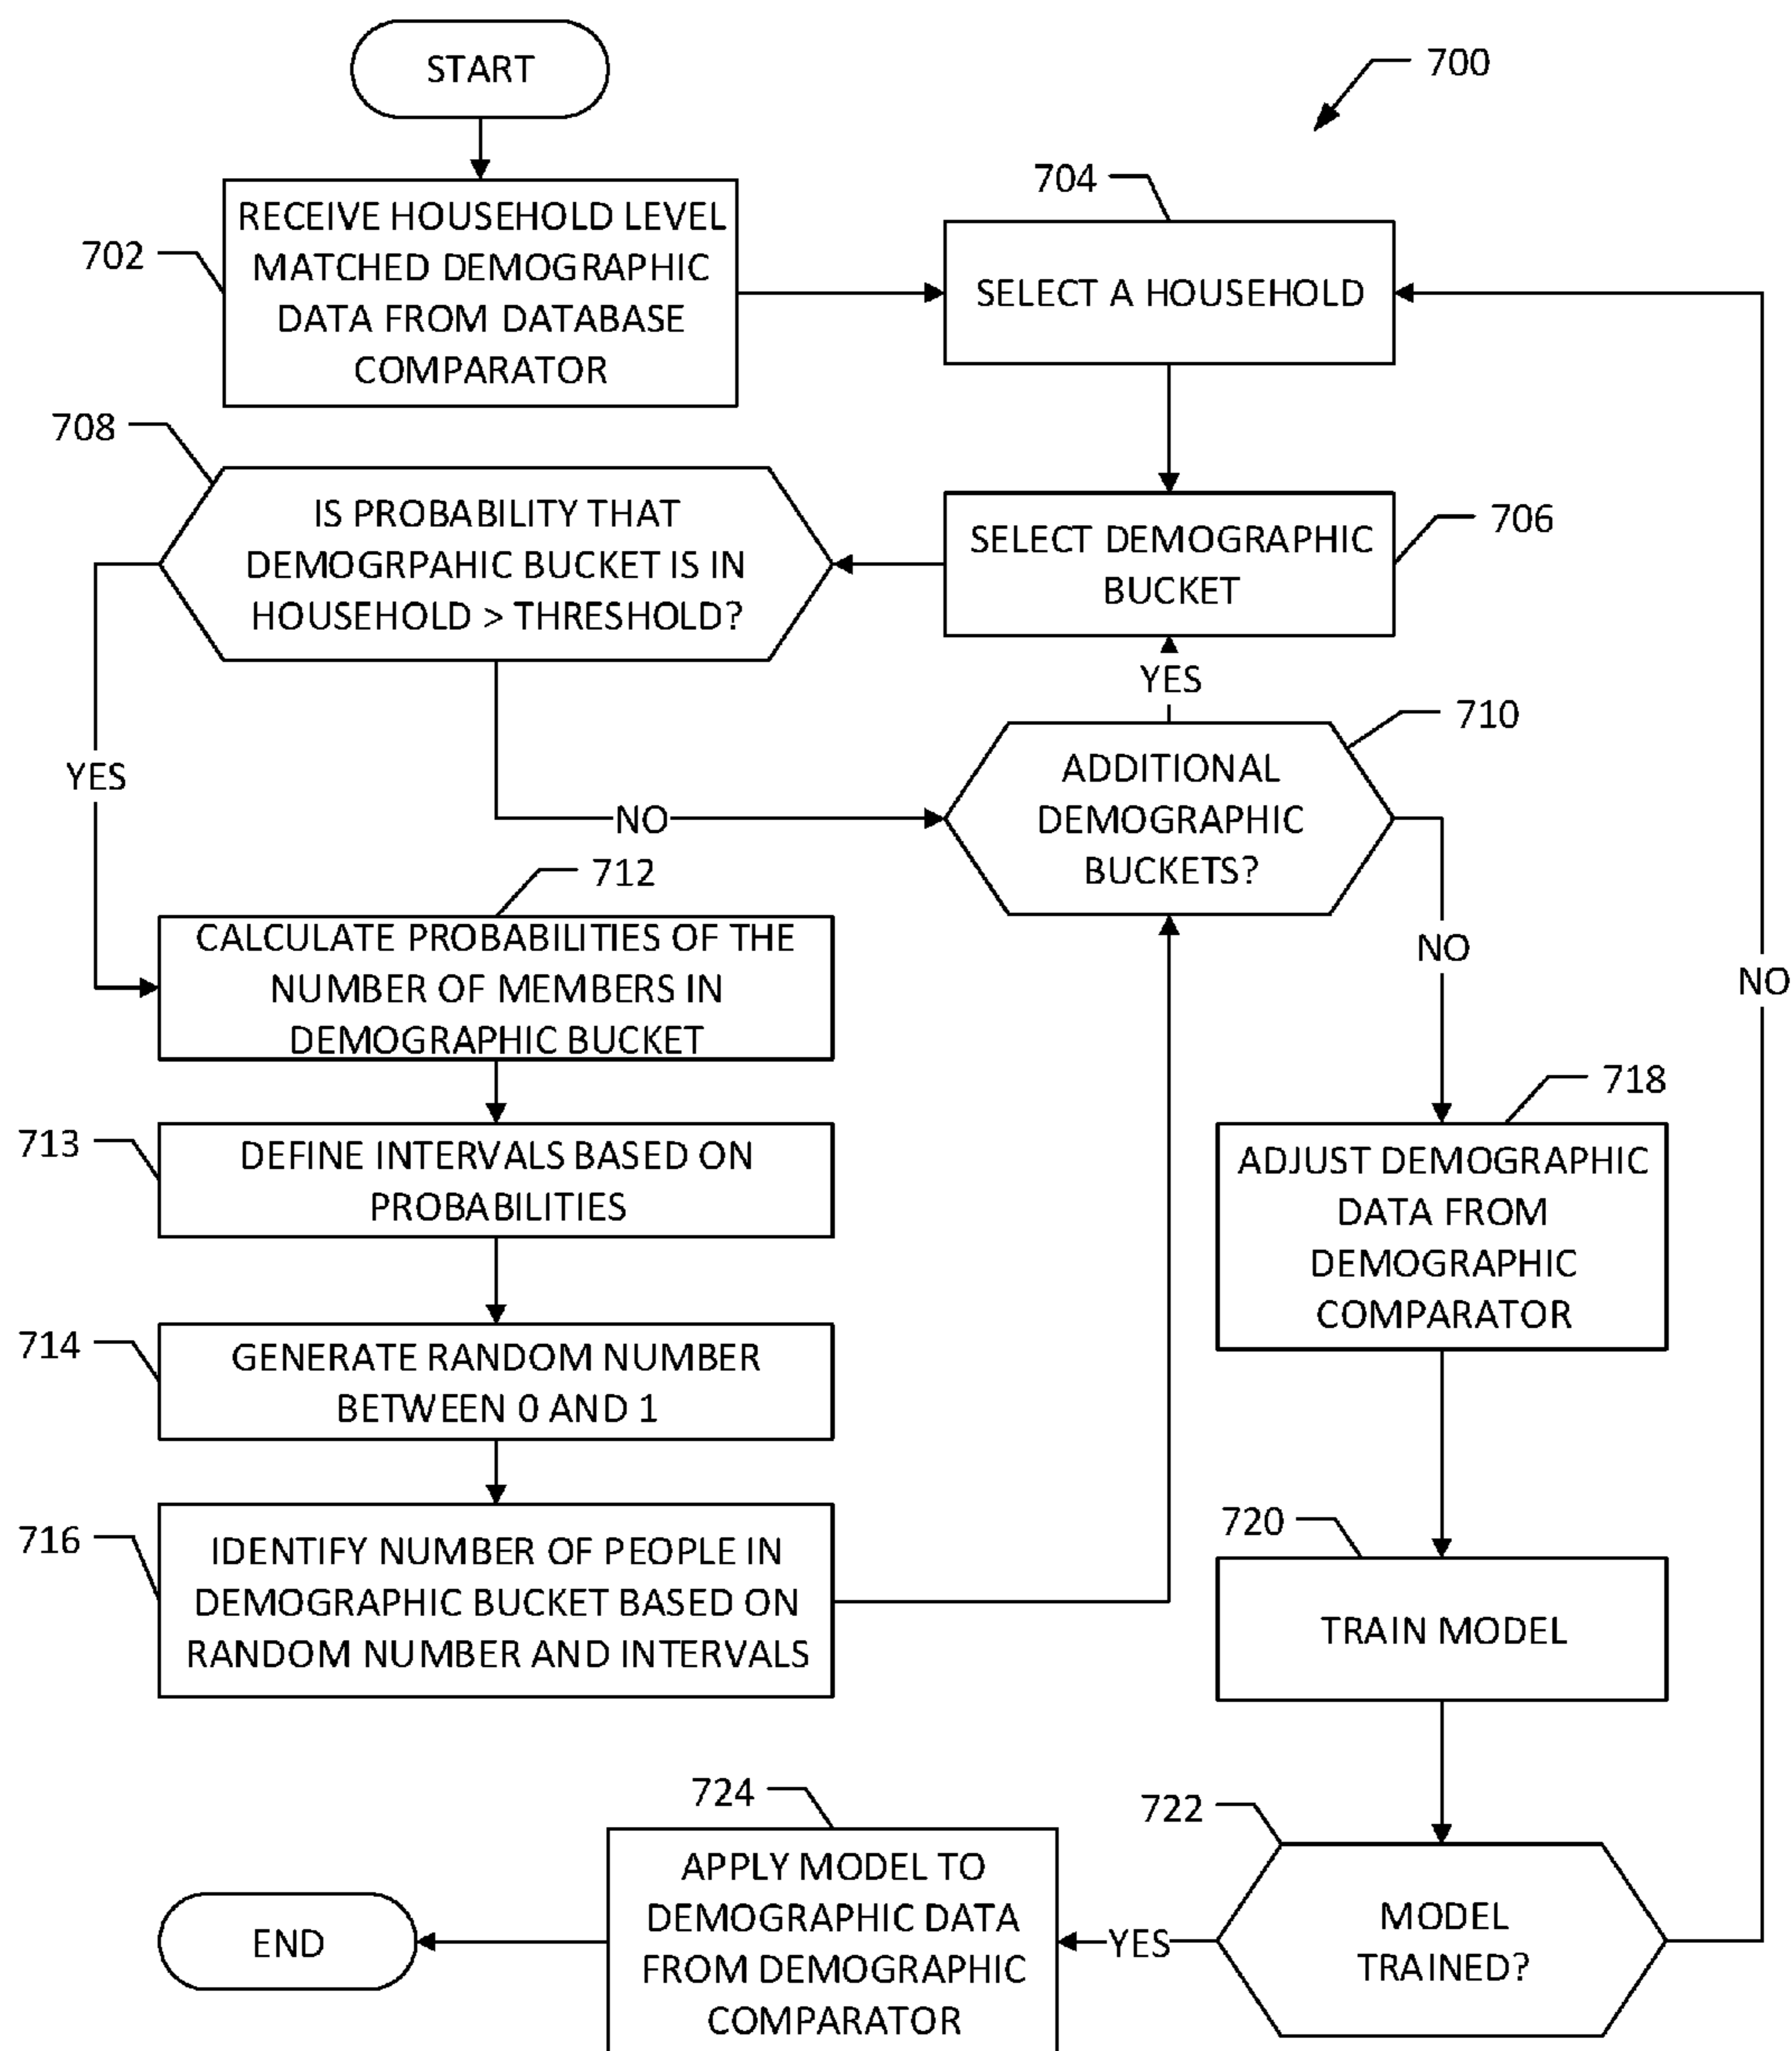 START
700
702
RECEIVE HOUSEHOLD LEVEL
MATCHED DEMOGRAPHIC
DATA FROM DATABASE
COMPARATOR
704
SELECT A HOUSEHOLD
706
SELECT DEMOGRAPHIC
BUCKET
708
IS PROBABILITY THAT
DEMOGRPAHIC BUCKET IS IN
HOUSEHOLD > THRESHOLD?
YES
NO
YES
710
ADDITIONAL
DEMOGRAPHIC
BUCKETS?
NO
712
CALCULATE PROBABILITIES OF THE
NUMBER OF MEMBERS IN
DEMOGRAPHIC BUCKET
713
DEFINE INTERVALS BASED ON
PROBABILITIES
714
GENERATE RANDOM NUMBER
BETWEEN 0 AND 1
716
IDENTIFY NUMBER OF PEOPLE IN
DEMOGRAPHIC BUCKET BASED ON
RANDOM NUMBER AND INTERVALS
718
ADJUST DEMOGRAPHIC
DATA FROM
DEMOGRAPHIC
COMPARATOR
720
TRAIN MODEL
722
MODEL
TRAINED?
NO
YES
724
APPLY MODEL TO
DEMOGRAPHIC DATA
FROM DEMOGRAPHIC
COMPARATOR
END